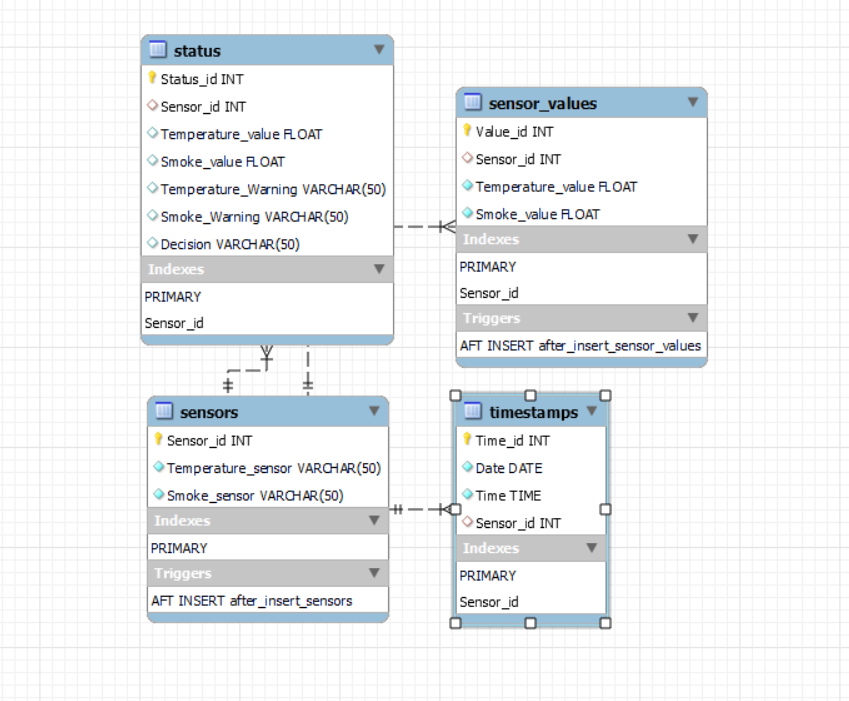 status
Status_id INT
Sensor_id INT
Temperature_value FLOAT
Smoke_value FLOAT
Temperature_Warning VARCHAR(50)
Smoke_Warning VARCHAR(50)
Decision VARCHAR(50)
Indexes
PRIMARY
Sensor_id
sensor_values
Value_id INT
Sensor_id INT
Temperature_value FLOAT
Smoke_value FLOAT
Indexes
PRIMARY
Sensor_id
Triggers
AFT INSERT after_insert_sensor_values
sensors
Sensor_id INT
Temperature_sensor VARCHAR(50)
Smoke_sensor VARCHAR(50)
Indexes
PRIMARY
Triggers
AFT INSERT after_insert_sensors
timestamps
Time_id INT
Date DATE
Time TIME
Sensor_id INT
Indexes
PRIMARY
Sensor_id